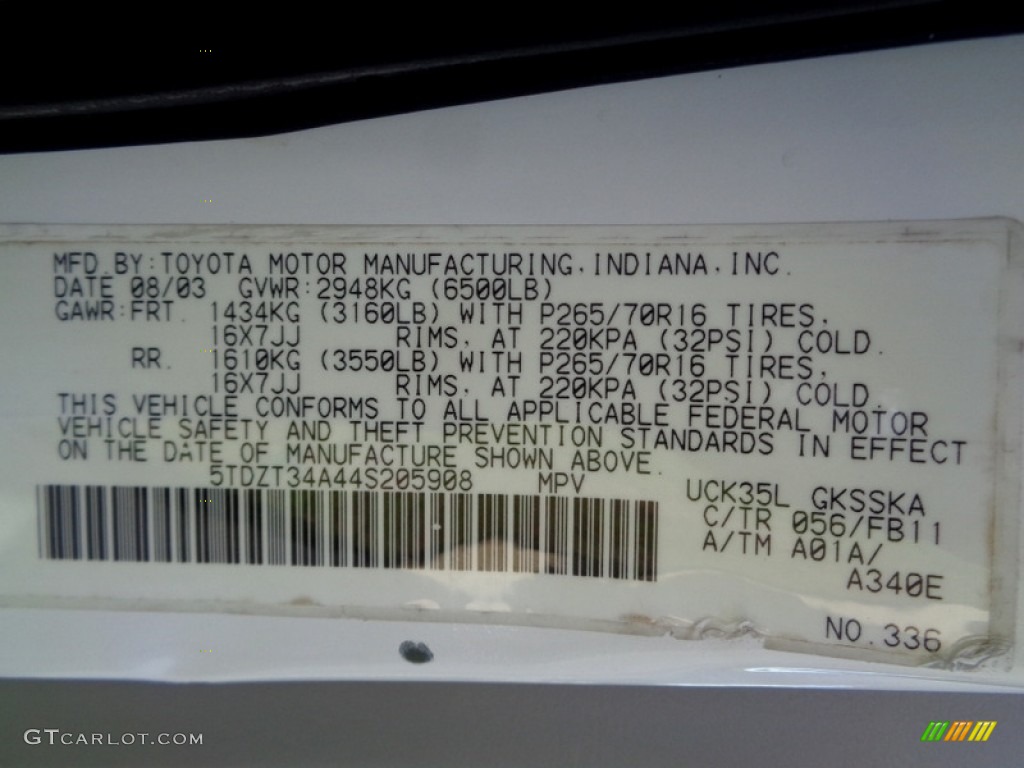 MFD.BY:TOYOTA MOTOR MANUFACTURING,INDIANA,INC.
DATE 08/03 GVWR:2948KG (6500LB)
GAWR:FRT. 1434KG (3160LB) WITH P265/70R16 TIRES,
16X7JJ RIMS, AT 220KPA (32PSI) COLD.
RR. 1610KG (3550LB) WITH P265/70R16 TIRES,
16X7JJ RIMS, AT 220KPA (32PSI) COLD.
THIS VEHICLE CONFORMS TO ALL APPLICABLE FEDERAL MOTOR
VEHICLE SAFETY AND THEFT PREVENTION STANDARDS IN EFFECT
ON THE DATE OF MANUFACTURE SHOWN ABOVE.
5TDZT34A44S205908 MPV
UCK35L GKSSKA
C/TR 056/FB11
A/TM A01A/
A340E
NO.336
GTCARLOT.COM